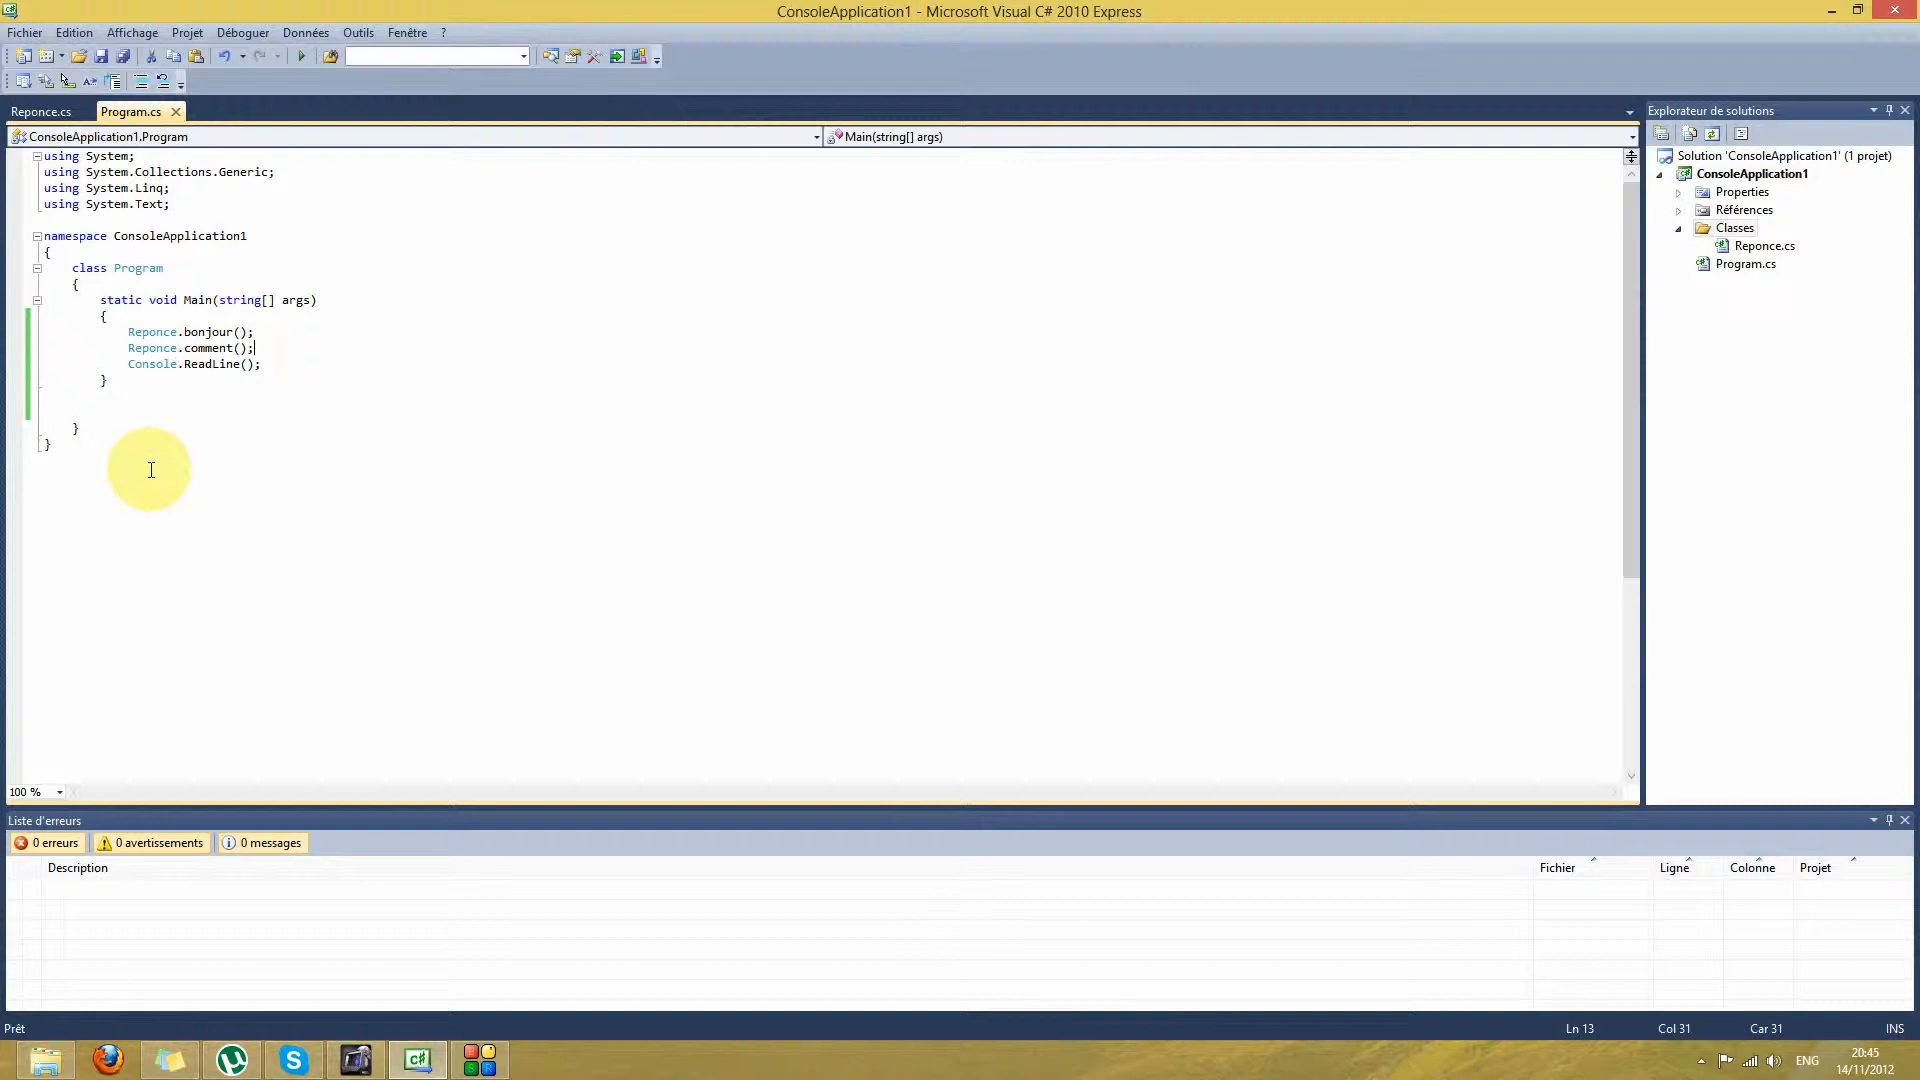 ConsoleApplication1 - Microsoft Visual C# 2010 Express
Fichier Edition Affichage Projet Déboguer Données Outils Fenêtre ?
Reponce.cs Program.cs
ConsoleApplication1.Program Main(string[] args)
using System;
using System.Collections.Generic;
using System.Linq;
using System.Text;
namespace ConsoleApplication1
{
class Program
{
static void Main(string[] args)
{
Reponce.bonjour();
Reponce.comment();
Console.ReadLine();
}
}
}
100 %
Explorateur de solutions
Solution 'ConsoleApplication1' (1 projet)
ConsoleApplication1
Properties
Références
Classes
Reponce.cs
Program.cs
Liste d'erreurs
0 erreurs 0 avertissements 0 messages
Description Fichier Ligne Colonne Projet
Prêt Ln 13 Col 31 Car 31 INS
ENG 20:45
14/11/2012